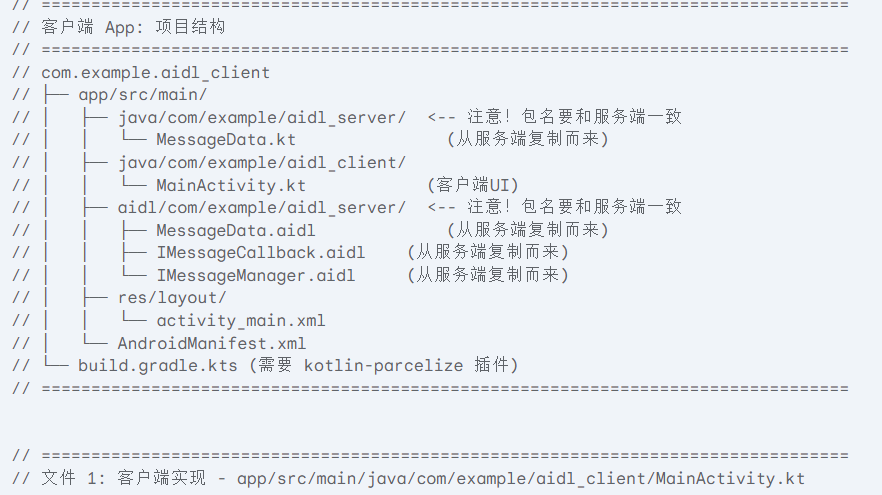 // =================================================================================
// 客户端 App: 项目结构
// =================================================================================
// com.example.aidl_client
// ├── app/src/main/
// │   ├── java/com/example/aidl_server/  <-- 注意！包名要和服务端一致
// │   │   └── MessageData.kt               (从服务端复制而来)
// │   ├── java/com/example/aidl_client/
// │   │   └── MainActivity.kt            (客户端UI)
// │   ├── aidl/com/example/aidl_server/  <-- 注意！包名要和服务端一致
// │   │   ├── MessageData.aidl             (从服务端复制而来)
// │   │   ├── IMessageCallback.aidl    (从服务端复制而来)
// │   │   └── IMessageManager.aidl     (从服务端复制而来)
// │   ├── res/layout/
// │   │   └── activity_main.xml
// │   └── AndroidManifest.xml
// └── build.gradle.kts (需要 kotlin-parcelize 插件)
// =================================================================================
// =================================================================================
// 文件 1: 客户端实现 - app/src/main/java/com/example/aidl_client/MainActivity.kt